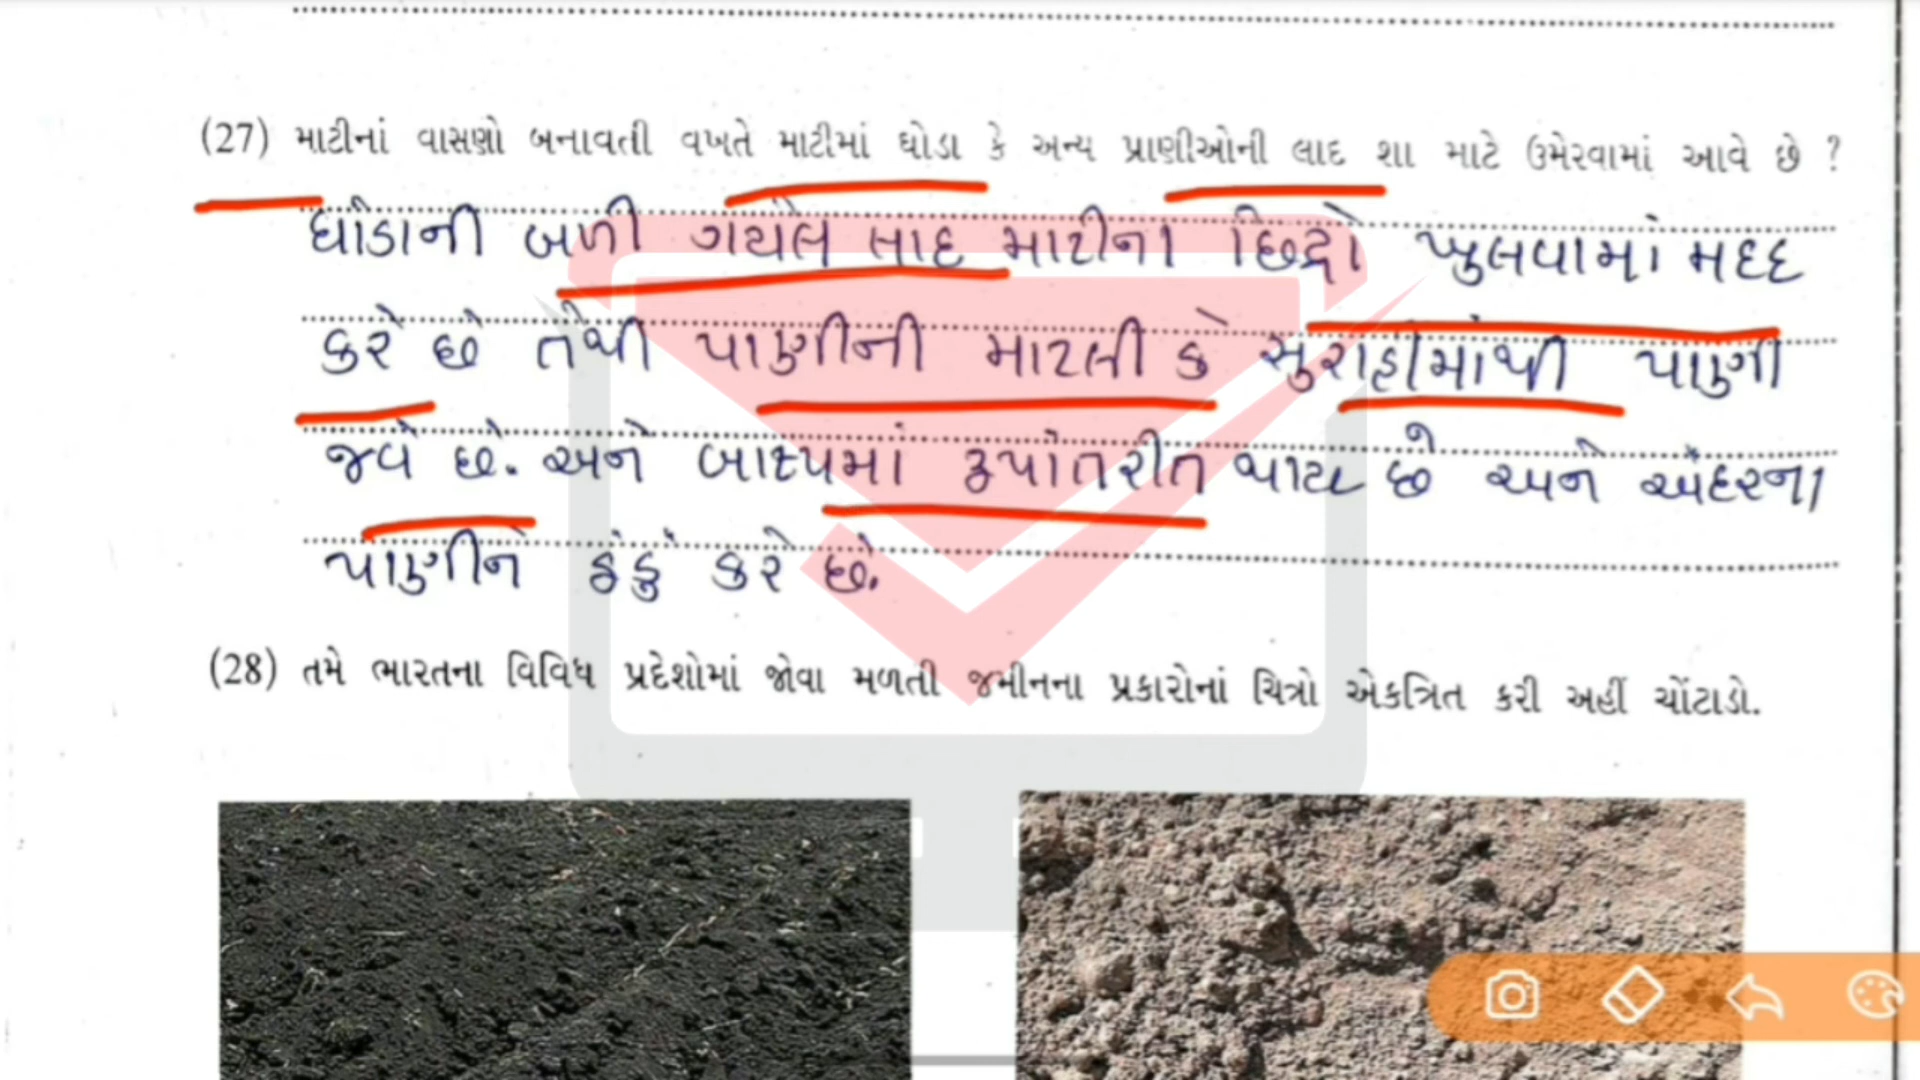 (27) માટીનાં વાસણો બનાવતી વખતે માટીમાં ઘોડા કે અન્ય પ્રાણીઓની લાદ શા માટે ઉમેરવામાં આવે છે ?
ઘોડાની બળી ગયેલ લાદ માટીના છિદ્રો ખુલવામાં મદદ
કરે છે તેથી પાણીની માટલી કે સુરાહીમાંથી પાણી
જવે છે. અને બાષ્પમાં રૂપાંતરીત થાય છે અને અંદરના
પાણીને ઠંડુ કરે છે.
(28) તમે ભારતના વિવિધ પ્રદેશોમાં જોવા મળતી જમીનના પ્રકારોનાં ચિત્રો એકત્રિત કરી અહીં ચોંટાડો.